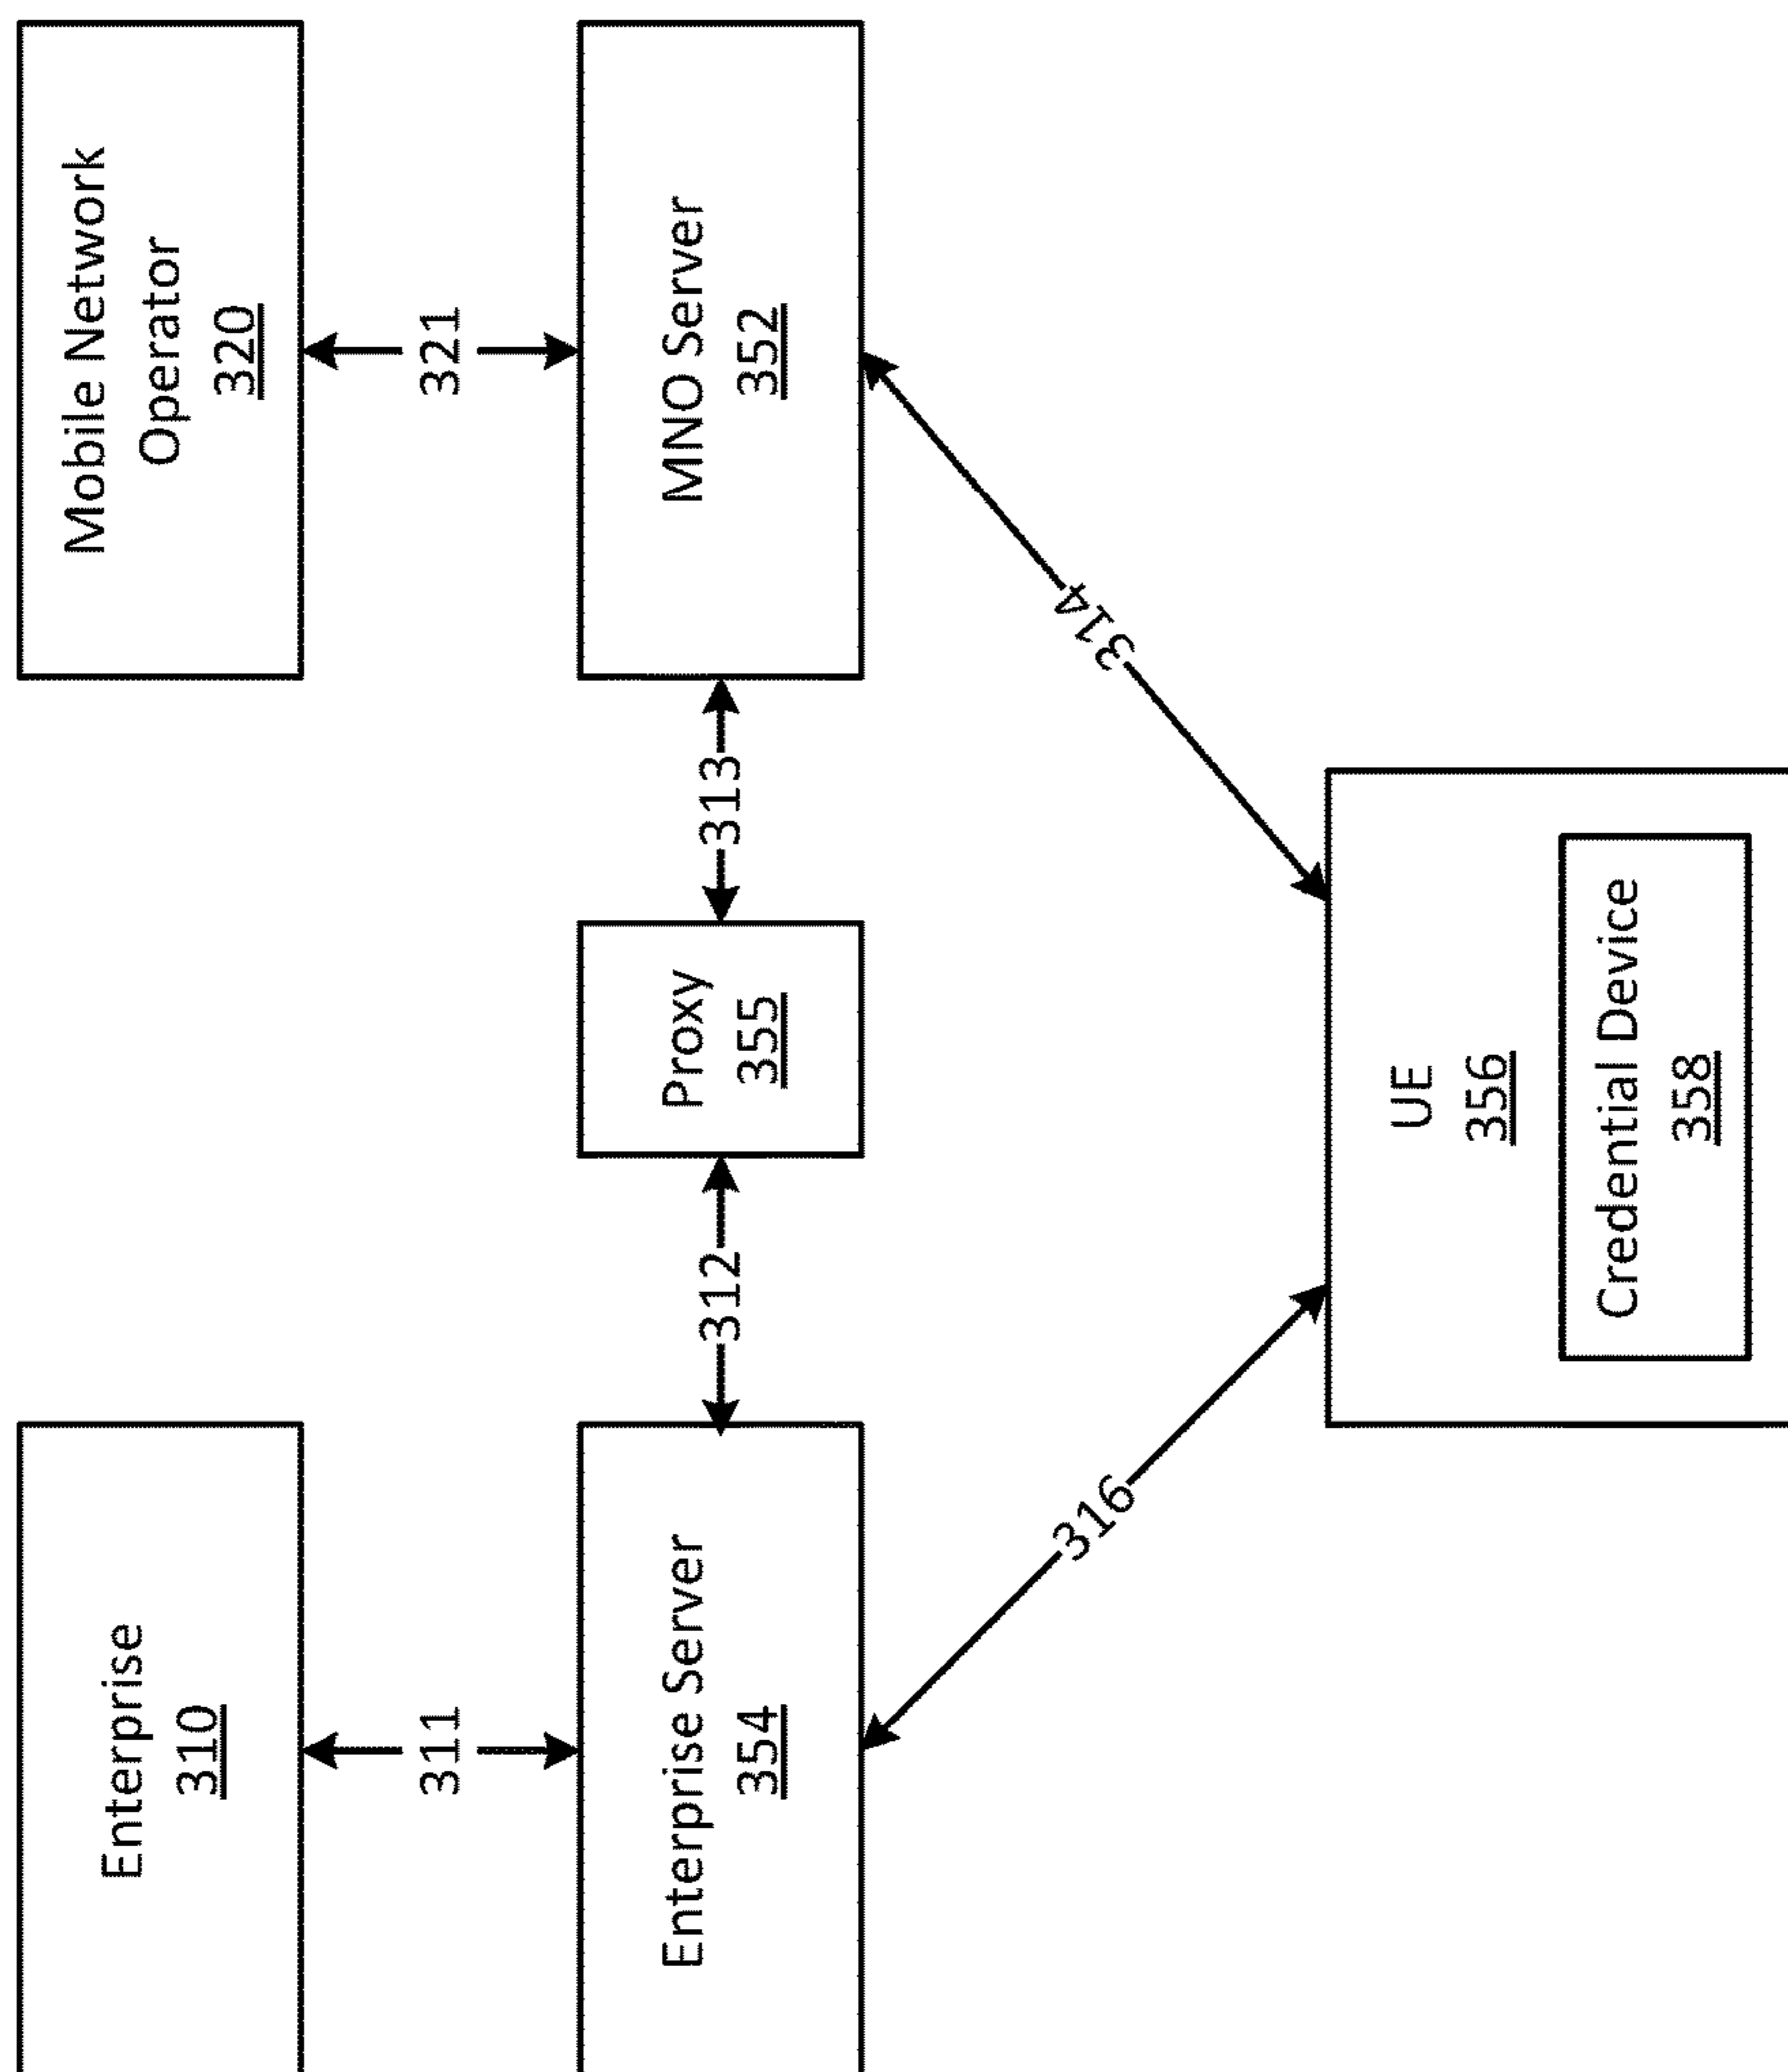 Enterprise
310
311
Enterprise Server
354
312
Proxy
355
313
Mobile Network
Operator
320
321
MNO Server
352
316
314
UE
356
Credential Device
358